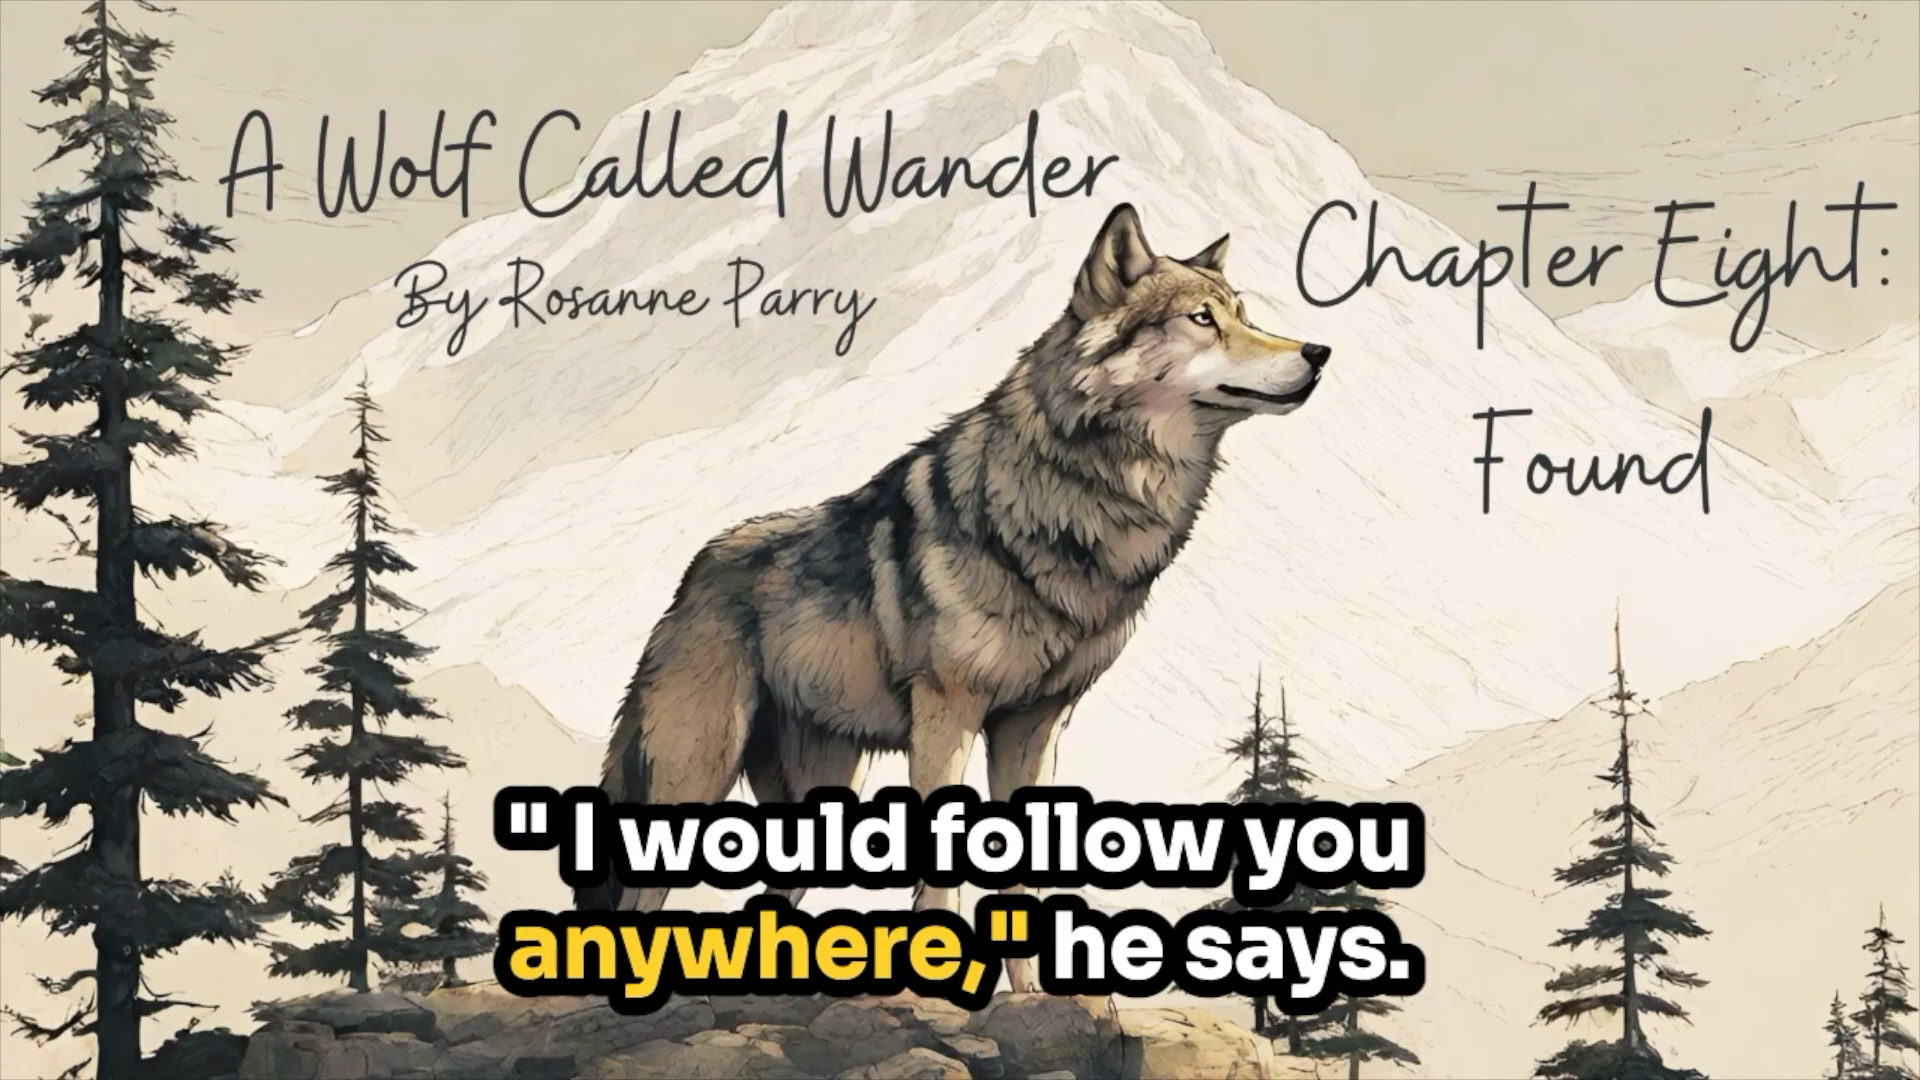 A Wolf Called Wander
By Rosanne Parry
Chapter Eight:
Found
" I would follow you
anywhere," he says.